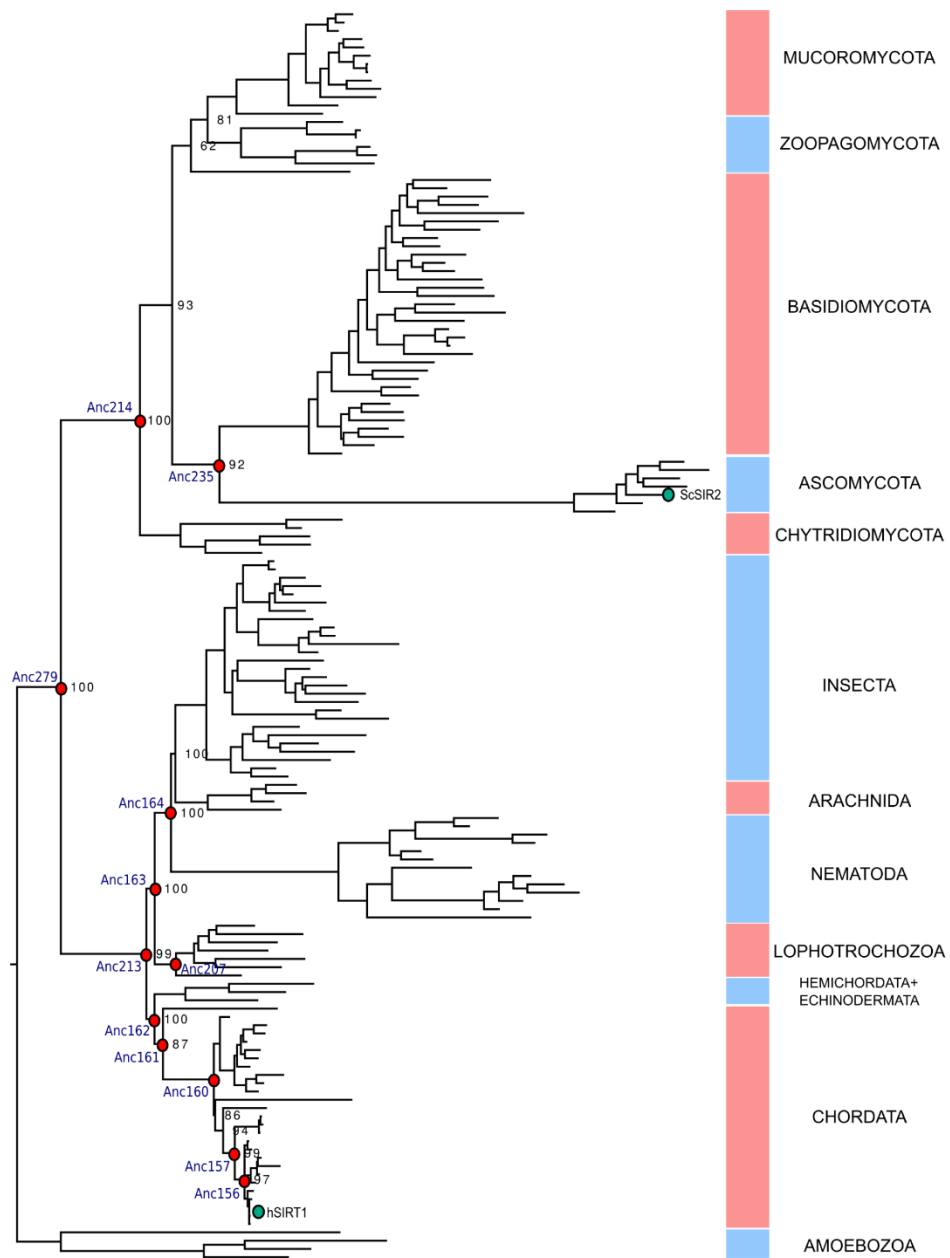 MUCOROMYCOTA
81
62
ZOOPAGOMYCOTA
93
BASIDIOMYCOTA
Anc214
100
Anc235
92
ASCOMYCOTA
ScSIR2
CHYTRIDIOMYCOTA
Anc279
100
INSECTA
100
Anc164
100
ARACHNIDA
Anc163
100
NEMATODA
Anc213
99
Anc207
LOPHOTROCHOZOA
HEMICHORDATA+
ECHINODERMATA
Anc162
100
Anc161
87
Anc160
86
94
CHORDATA
Anc157
99
Anc156
97
hSIRT1
AMOEBOZOA